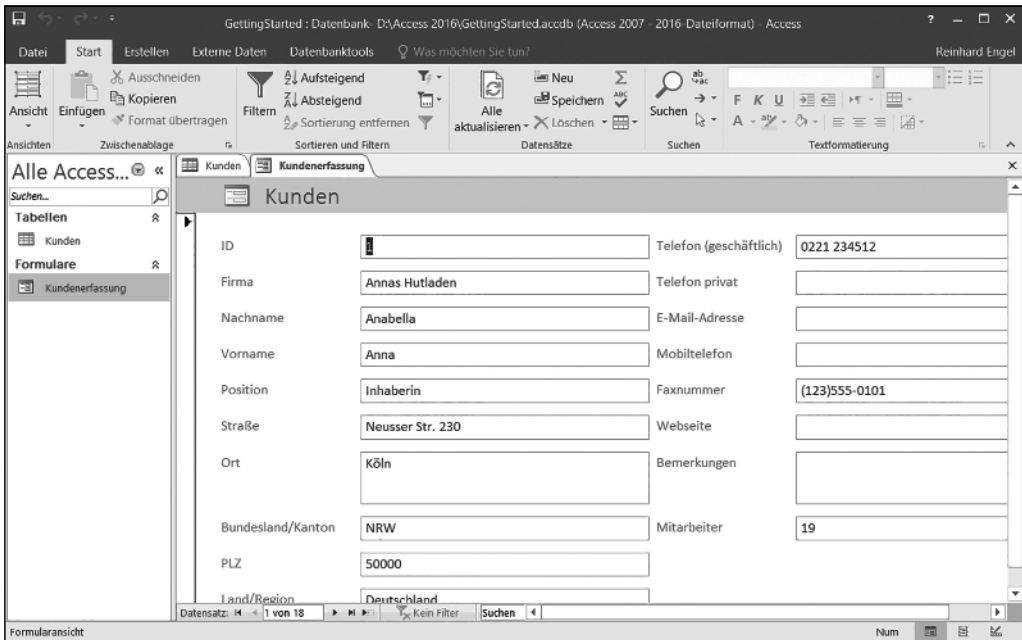 GettingStarted : Datenbank- D:\Access 2016\GettingStarted.accdb (Access 2007 - 2016-Dateiformat) - Access
?
Datei Start Erstellen Externe Daten Datenbanktools Was möchten Sie tun? Reinhard Engel
Ansicht
Einfügen
Ausschneiden
Kopieren
Format übertragen
Filtern
Aufsteigend
Absteigend
Sortierung entfernen
Alle aktualisieren
Neu
Speichern
Löschen
Suchen
F K U
A
Ansichten Zwischenablage Sortieren und Filtern Datensätze Suchen Textformatierung
Alle Access...
Suchen...
Tabellen
Kunden
Formulare
Kundenerfassung
Kunden Kundenerfassung
Kunden
ID 1 Telefon (geschäftlich) 0221 234512
Firma Annas Hutladen Telefon privat
Nachname Anabella E-Mail-Adresse
Vorname Anna Mobiltelefon
Position Inhaberin Faxnummer (123)555-0101
Straße Neusser Str. 230 Webseite
Ort Köln Bemerkungen
Bundesland/Kanton NRW Mitarbeiter 19
PLZ 50000
Land/Region Deutschland
Datensatz: 1 von 18 Kein Filter Suchen
Formularansicht Num